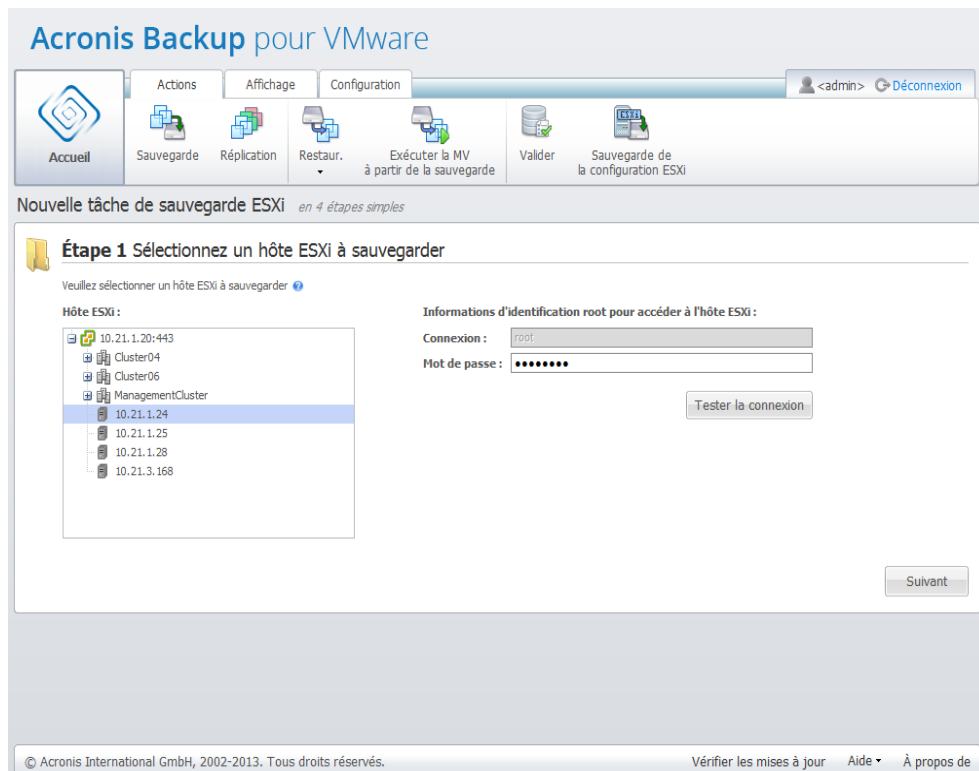 Acronis Backup pour VMware
Actions Affichage Configuration
<admin> Déconnexion
Accueil
Sauvegarde
Réplication
Restaur.
Exécuter la MV
à partir de la sauvegarde
Valider
Sauvegarde de
la configuration ESXi
Nouvelle tâche de sauvegarde ESXi en 4 étapes simples
Étape 1 Sélectionnez un hôte ESXi à sauvegarder
Veuillez sélectionner un hôte ESXi à sauvegarder
Hôte ESXi :
10.21.1.20:443
Cluster04
Cluster06
ManagementCluster
10.21.1.24
10.21.1.25
10.21.1.28
10.21.3.168
Informations d'identification root pour accéder à l'hôte ESXi :
Connexion : root
Mot de passe : ••••••••
Tester la connexion
Suivant
© Acronis International GmbH, 2002-2013. Tous droits réservés.
Vérifier les mises à jour Aide À propos de